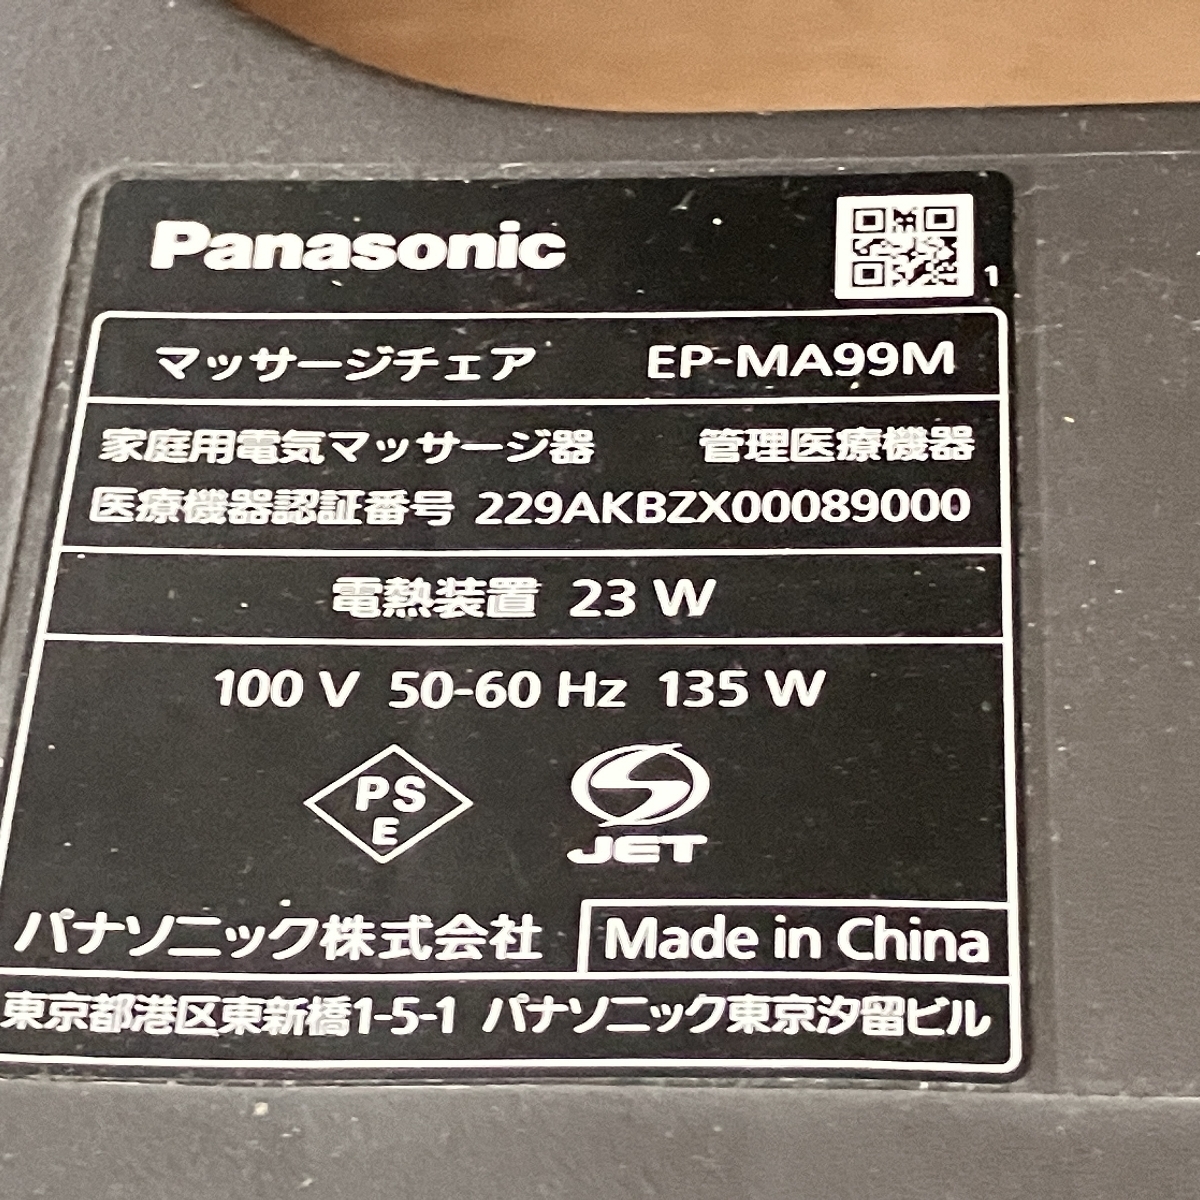 Panasonic
1
マッサージチェア EP-MA99M
家庭用電気マッサージ器 管理医療機器
医療機器認証番号 229AKBZX00089000
電熱装置 23 W
100 V 50-60 Hz 135 W
PS
E
JET
パナソニック株式会社 Made in China
東京都港区東新橋1-5-1 パナソニック東京汐留ビル